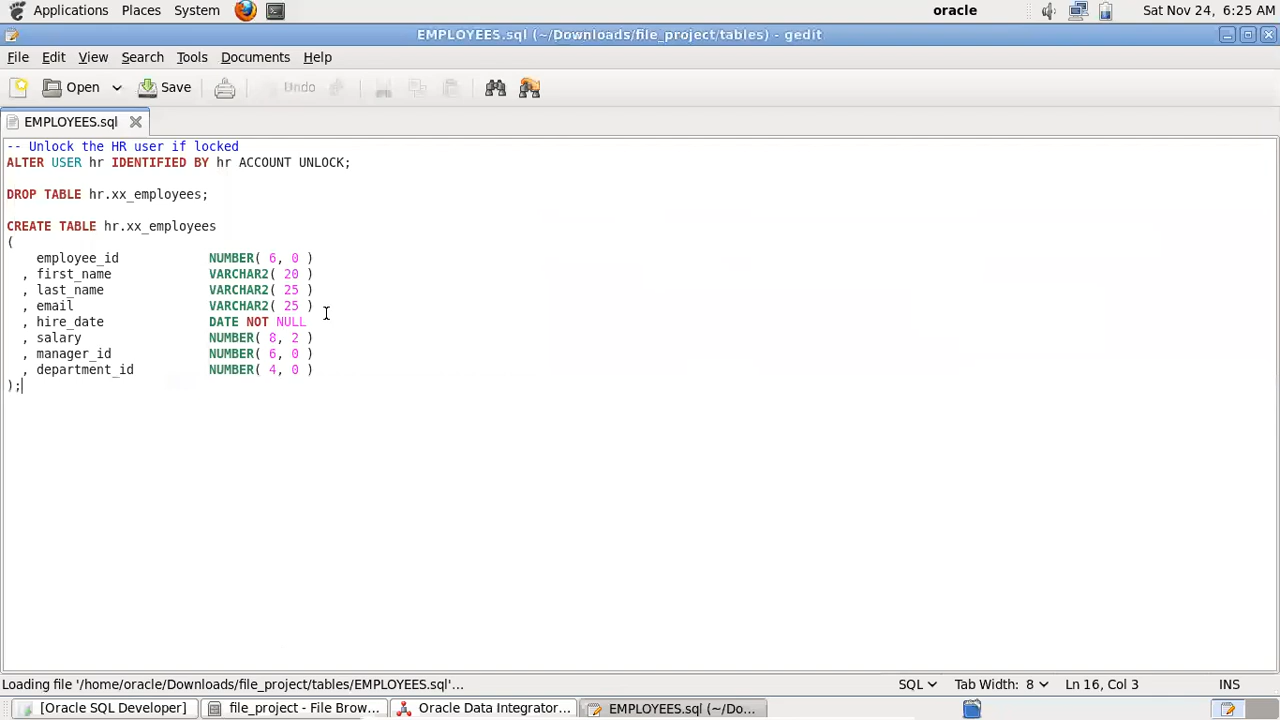 Applications Places System oracle Sat Nov 24, 6:25 AM
EMPLOYEES.sql (~/Downloads/file_project/tables) - gedit
File Edit View Search Tools Documents Help
Open Save Undo
EMPLOYEES.sql
-- Unlock the HR user if locked
ALTER USER hr IDENTIFIED BY hr ACCOUNT UNLOCK;
DROP TABLE hr.xx_employees;
CREATE TABLE hr.xx_employees
(
employee_id NUMBER( 6, 0 )
, first_name VARCHAR2( 20 )
, last_name VARCHAR2( 25 )
, email VARCHAR2( 25 )
, hire_date DATE NOT NULL
, salary NUMBER( 8, 2 )
, manager_id NUMBER( 6, 0 )
, department_id NUMBER( 4, 0 )
);
Loading file '/home/oracle/Downloads/file_project/tables/EMPLOYEES.sql'... SQL Tab Width: 8 Ln 16, Col 3 INS
[Oracle SQL Developer] file_project - File Brow... Oracle Data Integrator... EMPLOYEES.sql (~/Do...